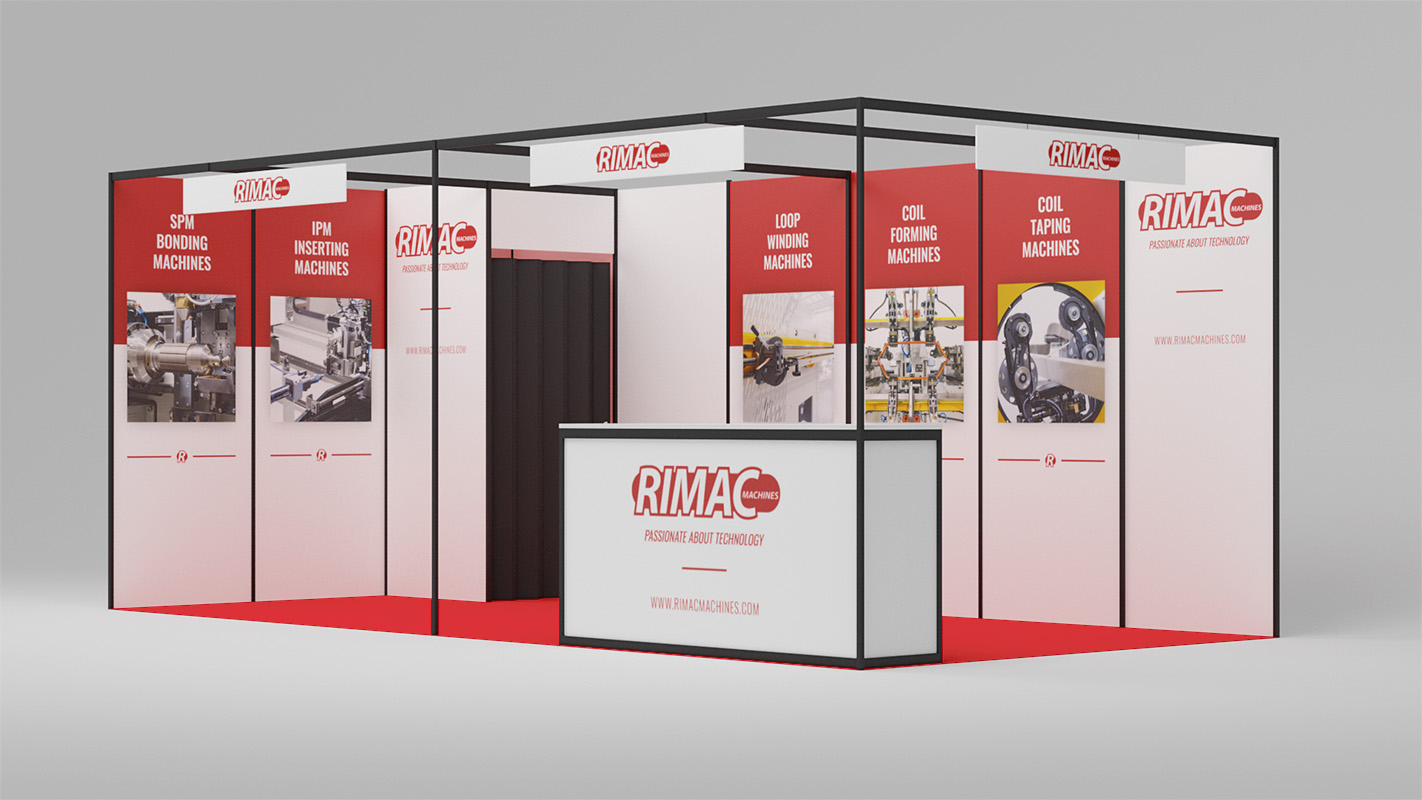 RIMAC MACHINES
RIMAC MACHINES
RIMAC MACHINES
SPM
BONDING
MACHINES
R
IPM
INSERTING
MACHINES
R
RIMAC MACHINES
PASSIONATE ABOUT TECHNOLOGY
WWW.RIMACMACHINES.COM
LOOP
WINDING
MACHINES
COIL
FORMING
MACHINES
COIL
TAPING
MACHINES
R
RIMAC MACHINES
PASSIONATE ABOUT TECHNOLOGY
WWW.RIMACMACHINES.COM
RIMAC MACHINES
PASSIONATE ABOUT TECHNOLOGY
WWW.RIMACMACHINES.COM